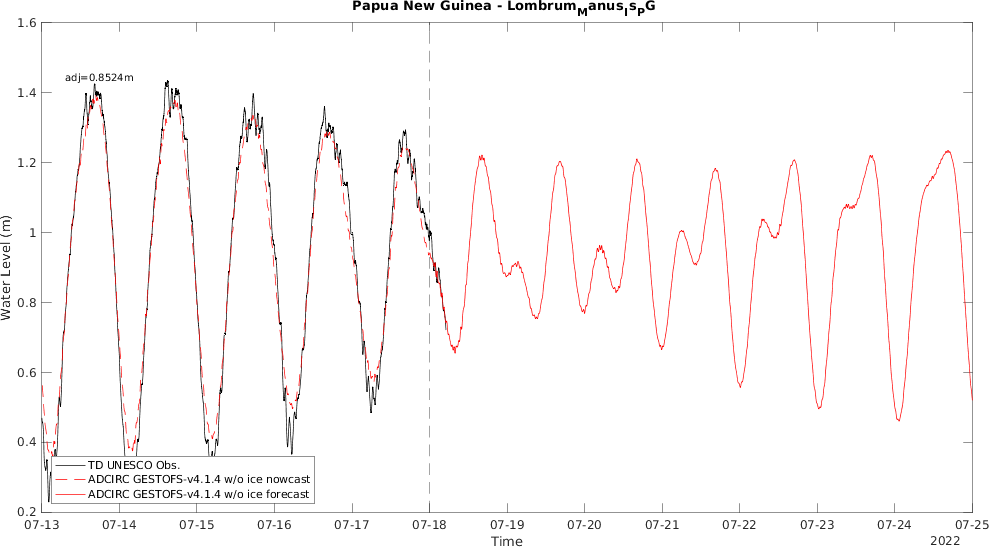 Papua New Guinea - Lombrum_Manus_Is_PG
1.6
1.4
1.2
1
0.8
0.6
0.4
0.2
Water Level (m)
adj=0.8524m
TD UNESCO Obs.
ADCIRC GESTOFS-v4.1.4 w/o ice nowcast
ADCIRC GESTOFS-v4.1.4 w/o ice forecast
07-13 07-14 07-15 07-16 07-17 07-18 07-19 07-20 07-21 07-22 07-23 07-24 07-25
Time
2022